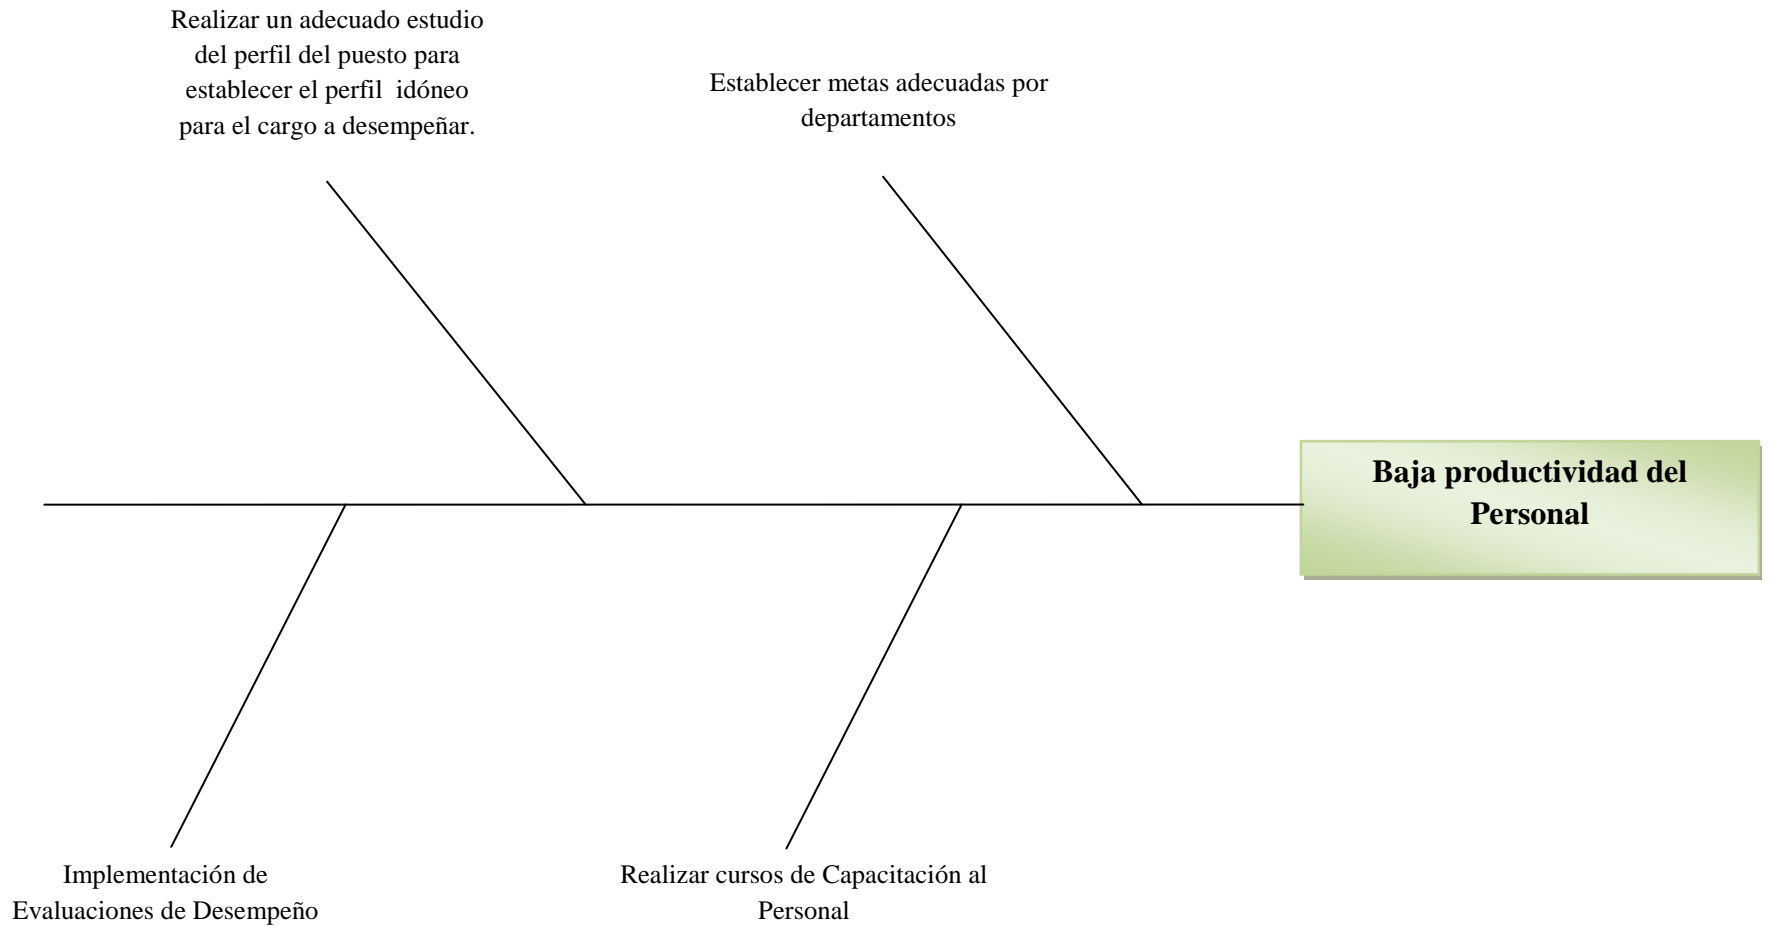 Realizar un adecuado estudio
del perfil del puesto para
establecer el perfil  idóneo
para el cargo a desempeñar.
Establecer metas adecuadas por
departamentos
Baja productividad del
Personal
Implementación de
Evaluaciones de Desempeño
Realizar cursos de Capacitación al
Personal